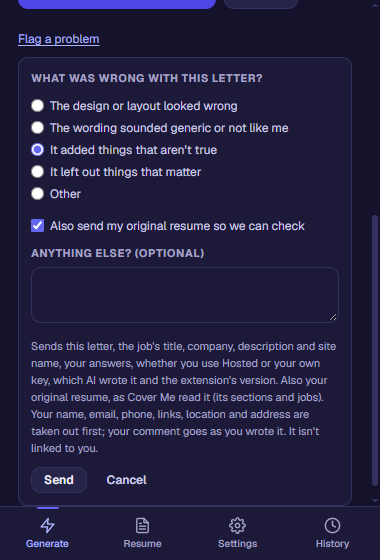 Flag a problem
WHAT WAS WRONG WITH THIS LETTER?
The design or layout looked wrong
The wording sounded generic or not like me
It added things that aren't true
It left out things that matter
Other
Also send my original resume so we can check
ANYTHING ELSE? (OPTIONAL)
Sends this letter, the job's title, company, description and site
name, your answers, whether you use Hosted or your own
key, which AI wrote it and the extension's version. Also your
original resume, as Cover Me read it (its sections and jobs).
Your name, email, phone, links, location and address are
taken out first; your comment goes as you wrote it. It isn't
linked to you.
Send Cancel
Generate Resume Settings History